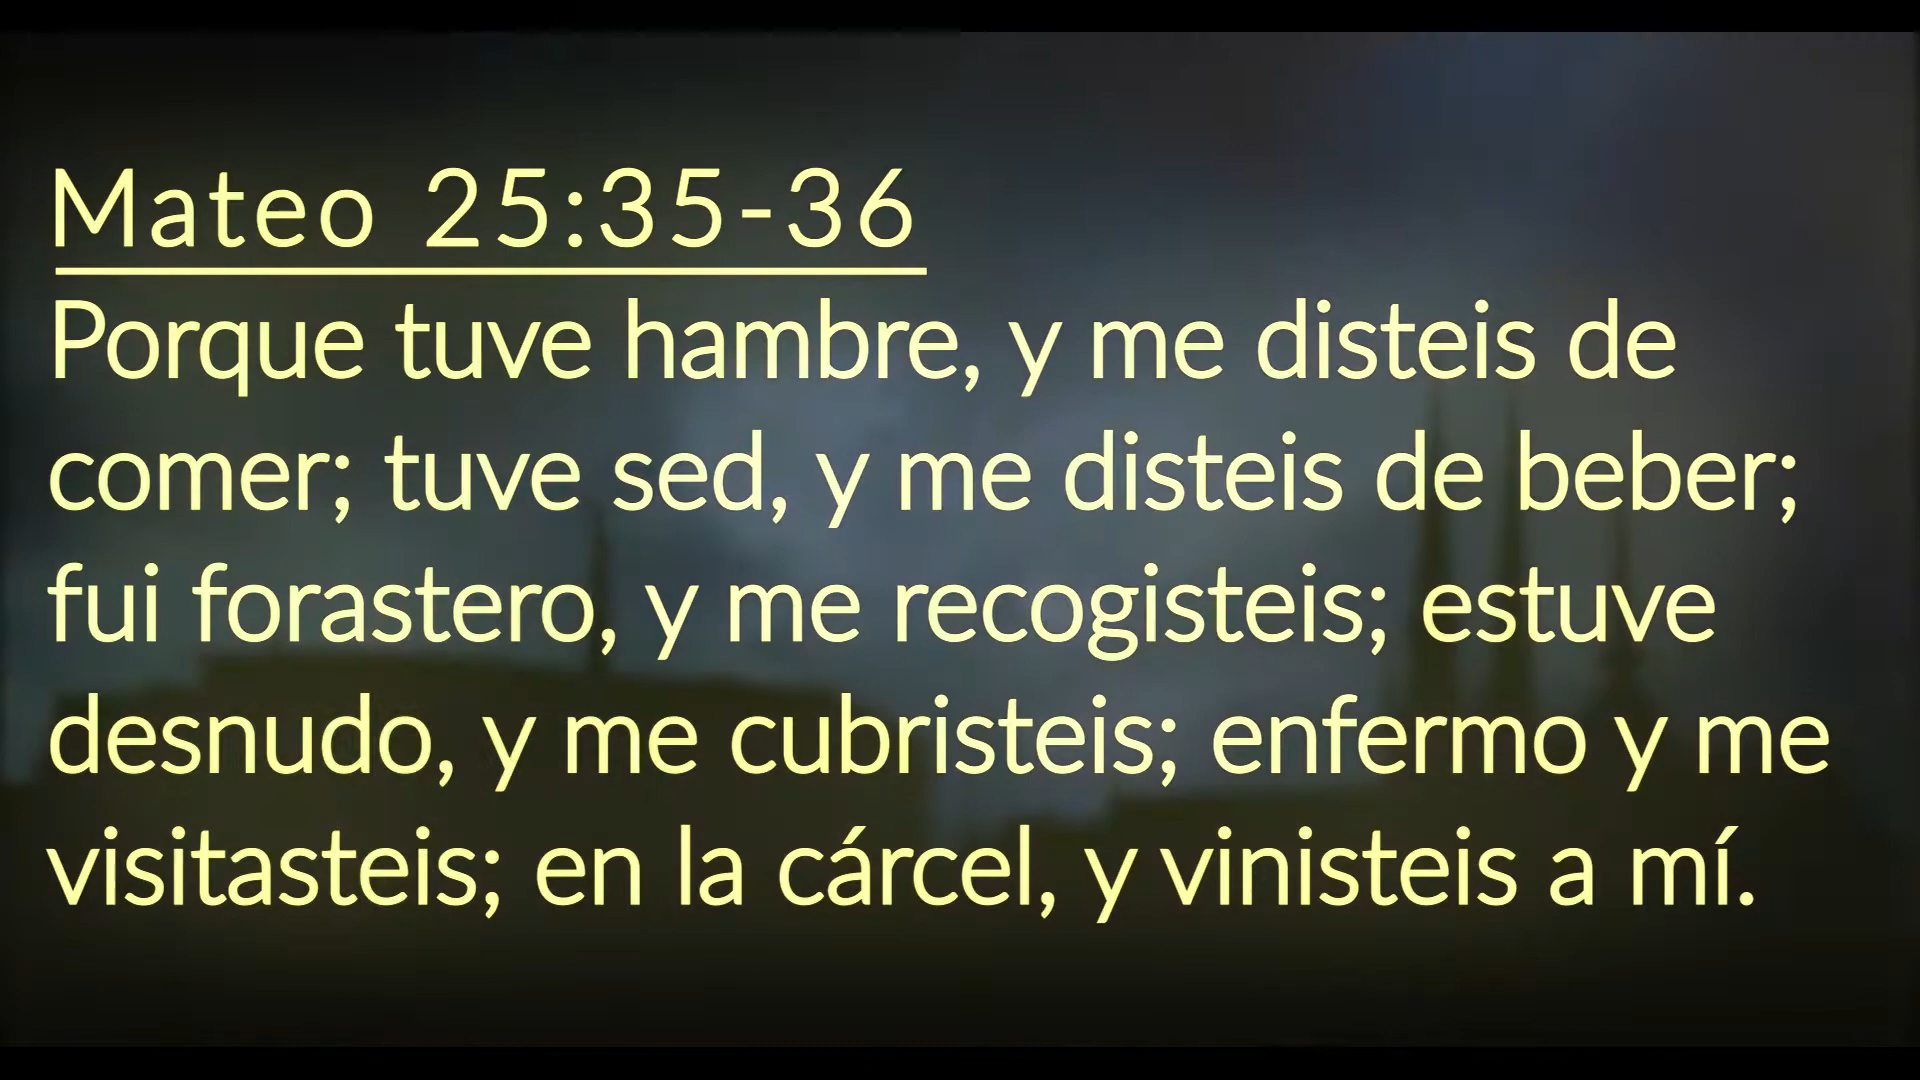 Mateo 25:35-36
Porque tuve hambre, y me disteis de
comer; tuve sed, y me disteis de beber;
fui forastero, y me recogisteis; estuve
desnudo, y me cubristeis; enfermo y me
visitasteis; en la cárcel, y vinisteis a mí.